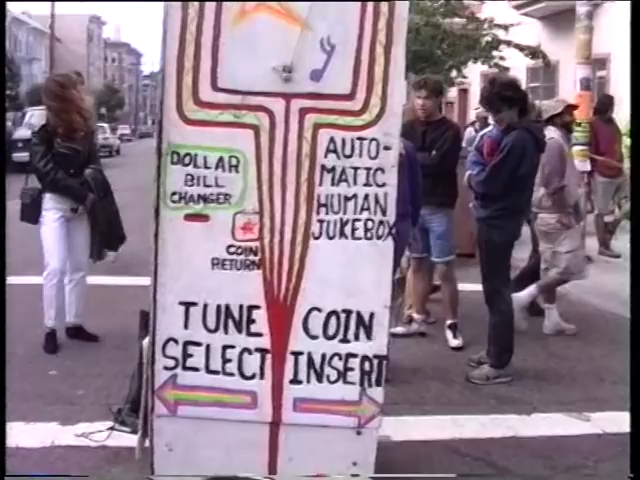 DOLLAR
BILL
CHANGER
COIN
RETURN
AUTO-
MATIC
HUMAN
JUKEBOX
TUNE
SELECT
COIN
INSERT